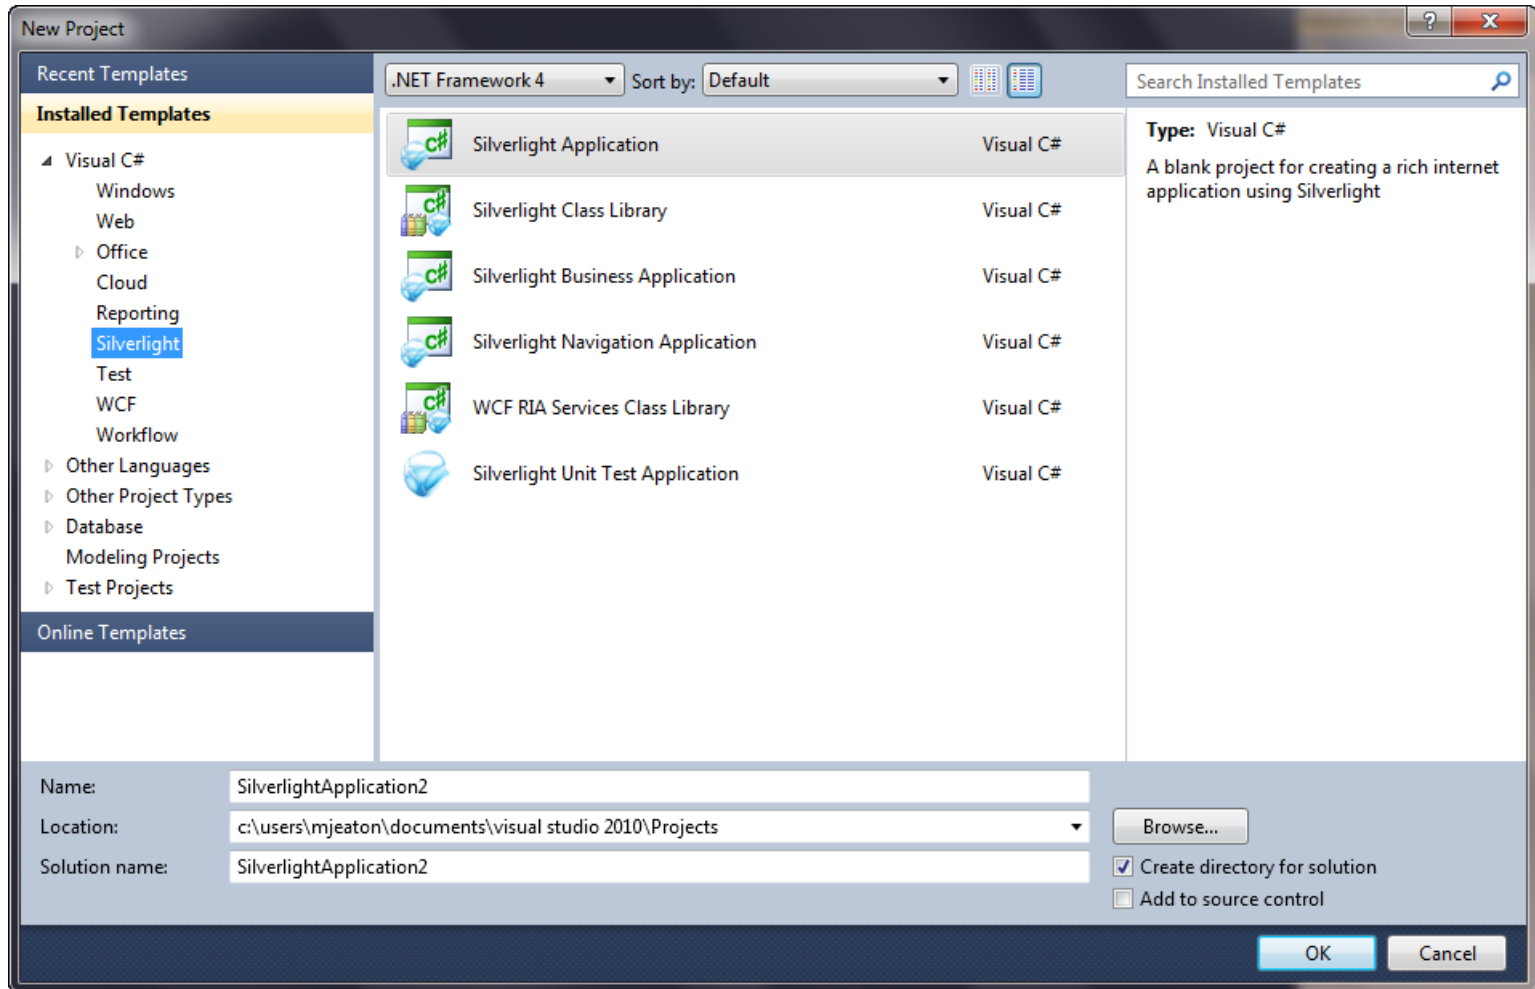 New Project
Recent Templates
Installed Templates
Visual C#
Windows
Web
Office
Cloud
Reporting
Silverlight
Test
WCF
Workflow
Other Languages
Other Project Types
Database
Modeling Projects
Test Projects
Online Templates
.NET Framework 4 Sort by: Default
Silverlight Application Visual C#
Silverlight Class Library Visual C#
Silverlight Business Application Visual C#
Silverlight Navigation Application Visual C#
WCF RIA Services Class Library Visual C#
Silverlight Unit Test Application Visual C#
Search Installed Templates
Type: Visual C#
A blank project for creating a rich internet
application using Silverlight
Name: SilverlightApplication2
Location: c:\users\mjeaton\documents\visual studio 2010\Projects Browse...
Solution name: SilverlightApplication2 Create directory for solution
Add to source control
OK Cancel